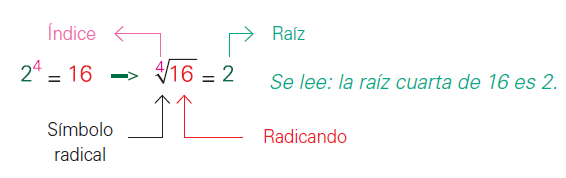 Índice Raíz
2⁴ = 16 –> ⁴√16 = 2 Se lee: la raíz cuarta de 16 es 2.
Símbolo
radical
Radicando